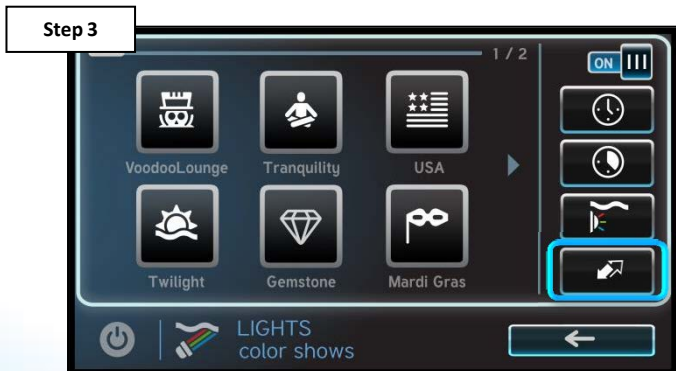 Step 3
1 / 2
ON
VoodooLounge Tranquility USA
Twilight Gemstone Mardi Gras
LIGHTS
color shows